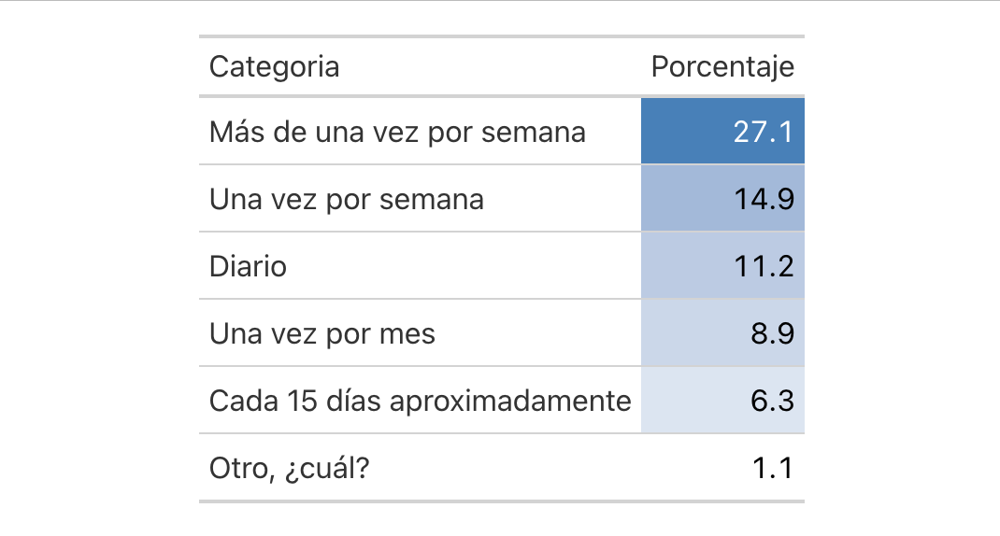 Categoria Porcentaje
Más de una vez por semana 27.1
Una vez por semana 14.9
Diario 11.2
Una vez por mes 8.9
Cada 15 días aproximadamente 6.3
Otro, ¿cuál? 1.1